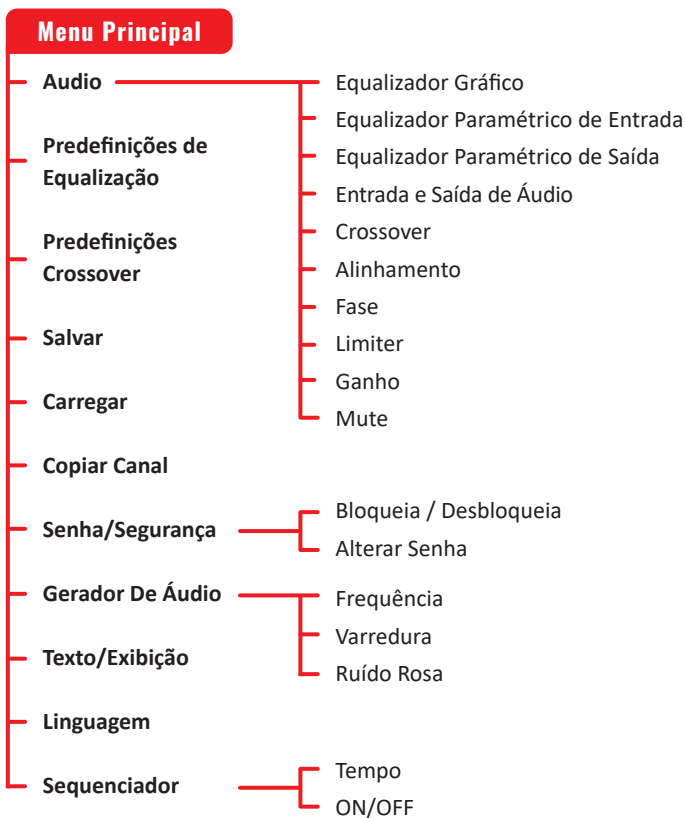 Menu Principal
Audio
Equalizador Gráfico
Equalizador Paramétrico de Entrada
Equalizador Paramétrico de Saída
Entrada e Saída de Áudio
Crossover
Alinhamento
Fase
Limiter
Ganho
Mute
Predefinições de
Equalização
Predefinições
Crossover
Salvar
Carregar
Copiar Canal
Senha/Segurança
Bloqueia / Desbloqueia
Alterar Senha
Gerador De Áudio
Frequência
Varredura
Ruído Rosa
Texto/Exibição
Linguagem
Sequenciador
Tempo
ON/OFF